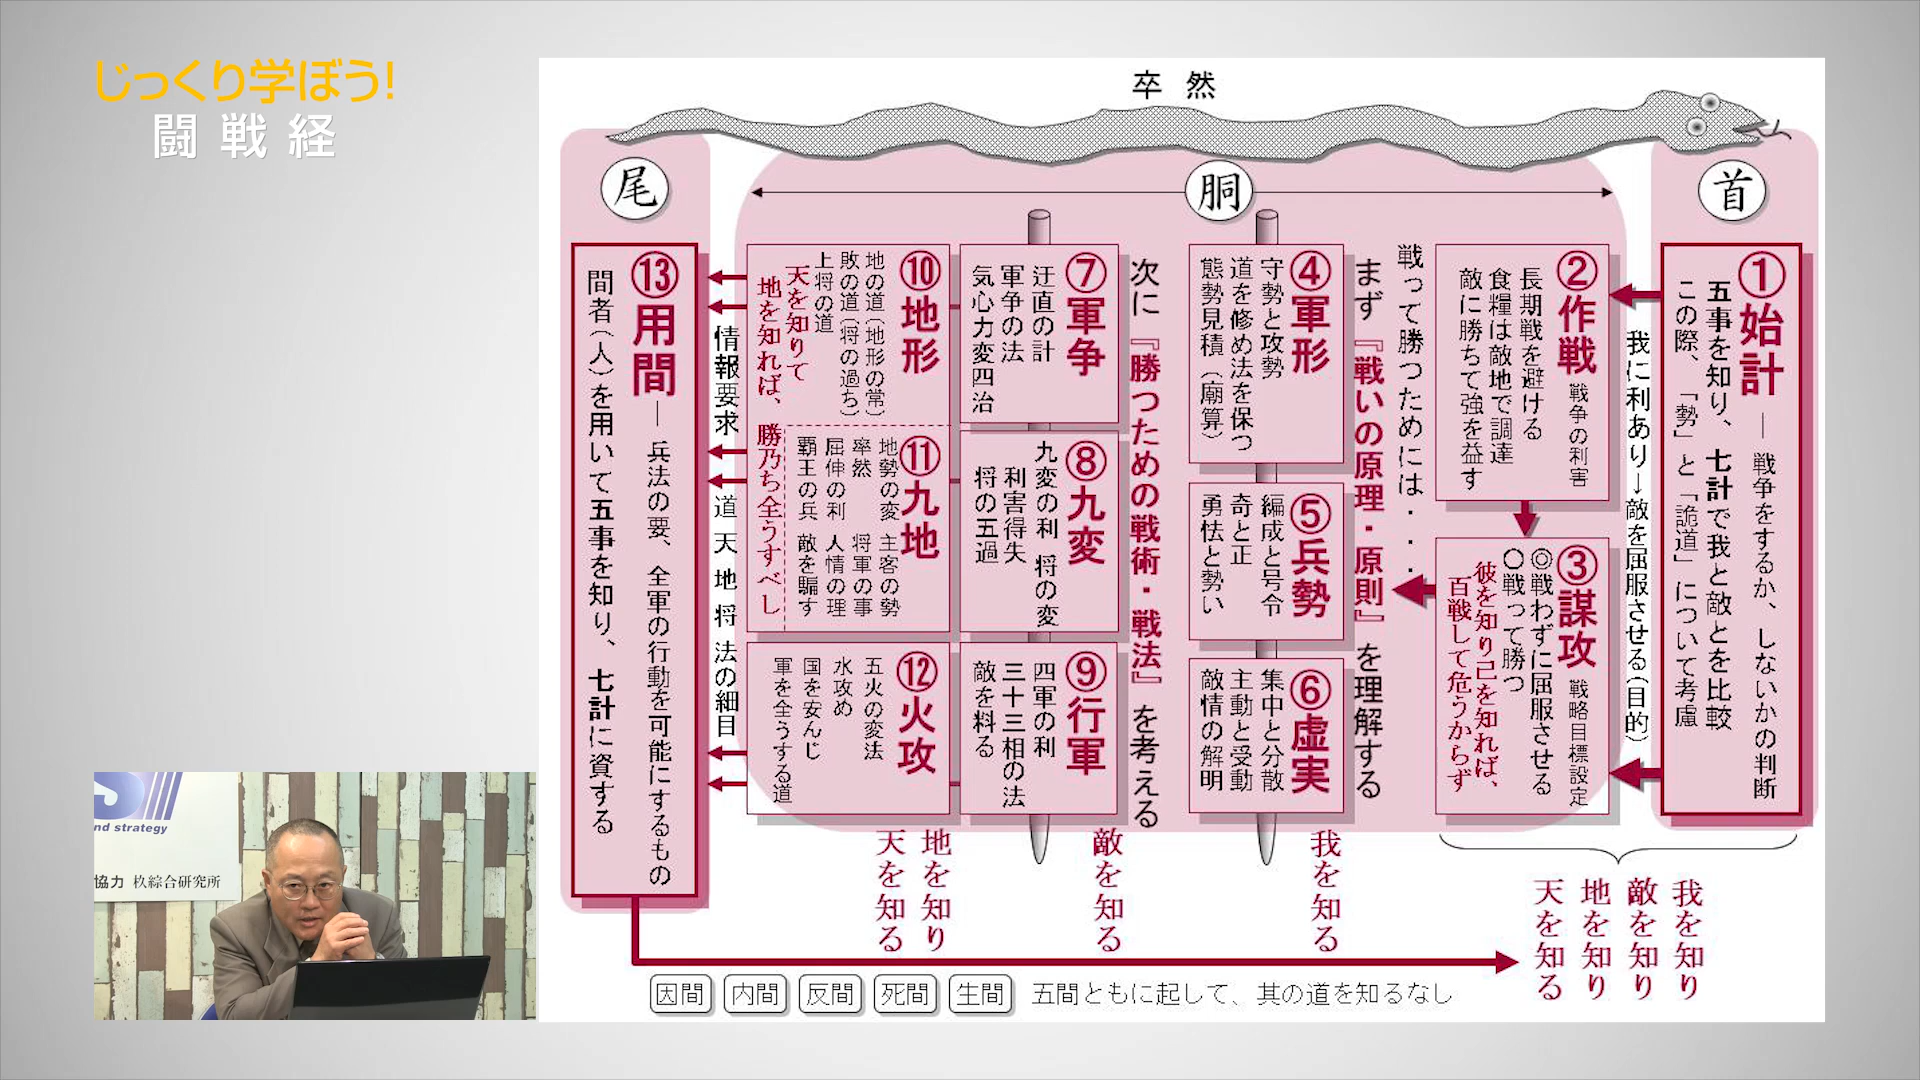 じっくり学ぼう!
闘戦経
卒然
首
胴
尾
①始計 ― 戦争をするか、しないかの判断
五事を知り、七計で我と敵とを比較
この際、「勢」と「詭道」について考慮
我に利あり→敵を屈服させる(目的)
②作戦 戦争の利害
長期戦を避ける
食糧は敵地で調達
敵に勝ちて強を益す
③謀攻 戦略目標設定
◎戦わずに屈服させる
○戦って勝つ
彼を知り己を知れば、
百戦して危うからず
戦って勝つためには・・・・
まず『戦いの原理・原則』を理解する
④軍形
守勢と攻勢
道を修め法を保つ
態勢見積(廟算)
⑤兵勢
編成と号令
奇と正
勇怯と勢い
⑥虚実
集中と分散
主動と受動
敵情の解明
次に『勝つための戦術・戦法』を考える
⑦軍争
迂直の計
軍争の法
気心力変四治
⑧九変
九変の利 将の変
利害得失
将の五過
⑨行軍
四軍の利
三十三相の法
敵を料る
⑩地形
地の道(地形の常)
敗の道(将の過ち)
上将の道
天を知りて
地を知れば、勝乃ち全うすべし
⑪九地
地勢の変 主客の勢
率然 将軍の事
屈伸の利 人情の理
覇王の兵 敵を騙す
⑫火攻
五火の変法
水攻め
国を安んじ
軍を全うする道
情報要求 道 天 地 将 法の細目
⑬用間 ― 兵法の要、全軍の行動を可能にするもの
間者(人)を用いて五事を知り、七計に資する
我を知り
敵を知り
地を知り
天を知る
我を知る
敵を知る
地を知り
天を知る
因間 内間 反間 死間 生間 五間ともに起して、其の道を知るなし
S
nd strategy
協力 杦綜合研究所